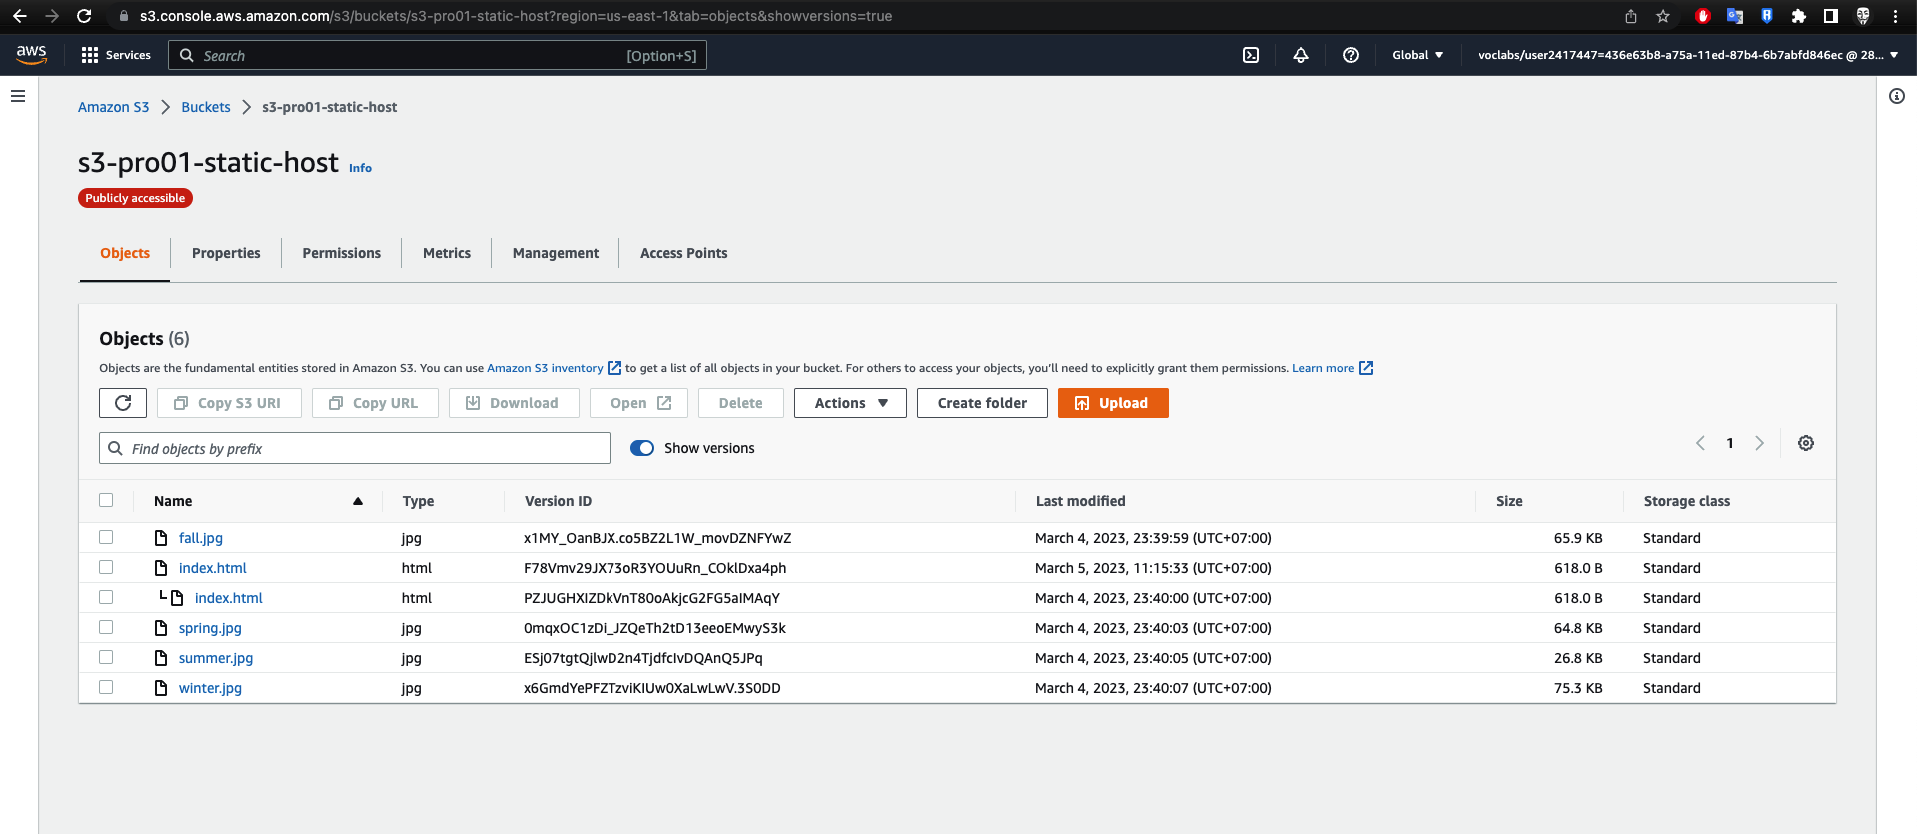 s3.console.aws.amazon.com/s3/buckets/s3-pro01-static-host?region=us-east-1&tab=objects&showversions=true
aws Services Search [Option+S] Global voclabs/user2417447=436e63b8-a75a-11ed-87b4-6b7abfd846ec @ 28...
Amazon S3 Buckets s3-pro01-static-host
s3-pro01-static-host Info
Publicly accessible
Objects Properties Permissions Metrics Management Access Points
Objects (6)
Objects are the fundamental entities stored in Amazon S3. You can use Amazon S3 inventory to get a list of all objects in your bucket. For others to access your objects, you'll need to explicitly grant them permissions. Learn more
Copy S3 URI Copy URL Download Open Delete Actions Create folder Upload
Find objects by prefix Show versions 1
Name Type Version ID Last modified Size Storage class
fall.jpg jpg x1MY_OanBJX.co5BZ2L1W_movDZNFYwZ March 4, 2023, 23:39:59 (UTC+07:00) 65.9 KB Standard
index.html html F78Vmv29JX73oR3YOUuRn_COklDxa4ph March 5, 2023, 11:15:33 (UTC+07:00) 618.0 B Standard
index.html html PZJUGHXIZDkVnT80oAkjcG2FG5aIMAqY March 4, 2023, 23:40:00 (UTC+07:00) 618.0 B Standard
spring.jpg jpg 0mqxOC1zDi_JZQeTh2tD13eeoEMwyS3k March 4, 2023, 23:40:03 (UTC+07:00) 64.8 KB Standard
summer.jpg jpg ESj07tgtQjlwD2n4TjdfcIvDQAnQ5JPq March 4, 2023, 23:40:05 (UTC+07:00) 26.8 KB Standard
winter.jpg jpg x6GmdYePFZTzviKIUw0XaLwLwV.3S0DD March 4, 2023, 23:40:07 (UTC+07:00) 75.3 KB Standard